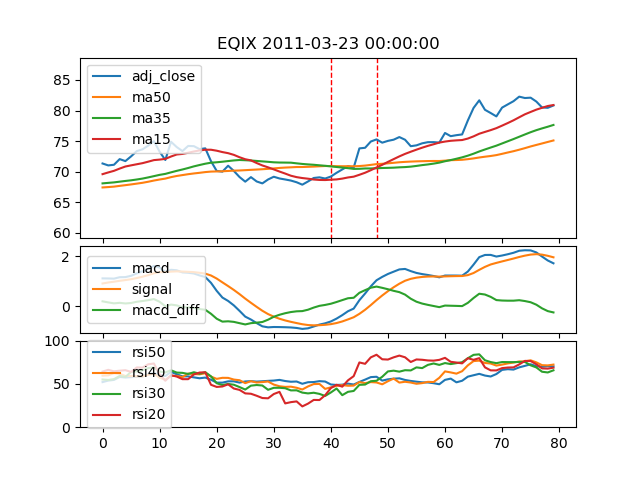 EQIX 2011-03-23 00:00:00
85
80
75
70
65
60
adj_close
ma50
ma35
ma15
2
0
macd
signal
macd_diff
100
50
0
rsi50
rsi40
rsi30
rsi20
0 10 20 30 40 50 60 70 80